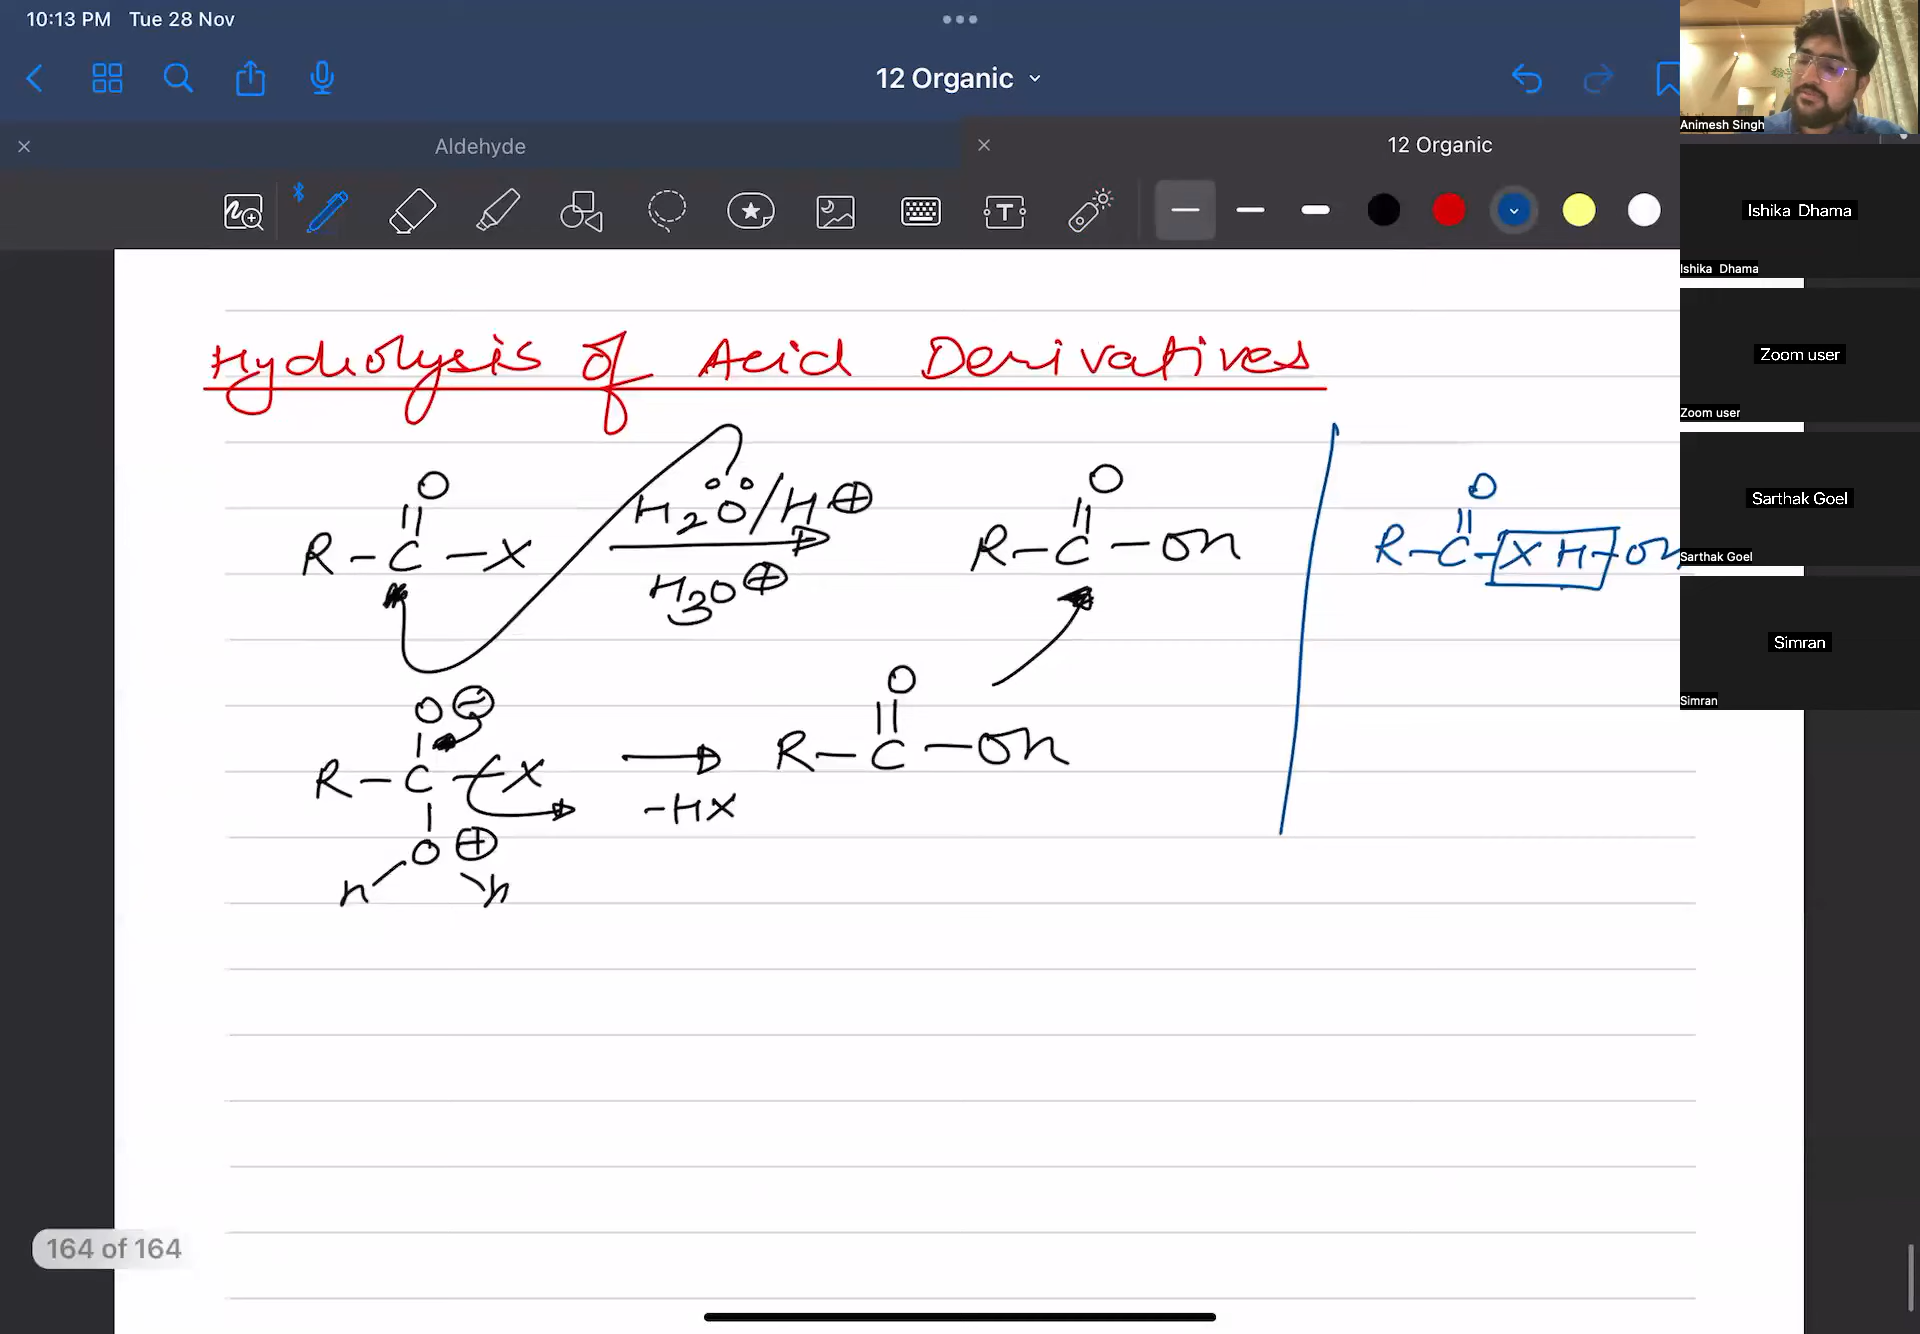 10:13 PM Tue 28 Nov
12 Organic
Aldehyde
12 Organic
Animesh Singh
Ishika Dhama
Ishika Dhama
Zoom user
Zoom user
Sarthak Goel
Sarthak Goel
Simran
Simran
Hydrolysis of Acid Derivatives
O
R-C-X
H2O/H⊕
H3O⊕
O
R-C-OH
O
R-C-X H-OH
O⊖
R-C-X
O⊕
H H
-HX
O
R-C-OH
164 of 164